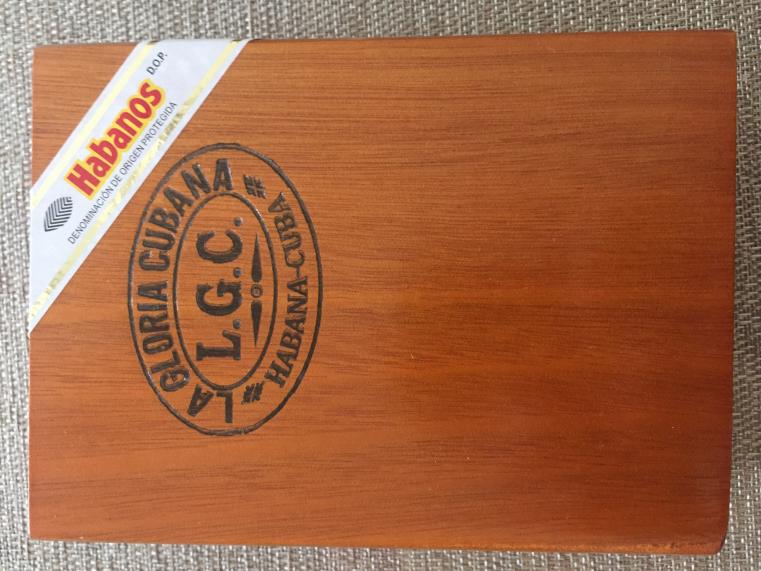 Habanos D.O.P.
DENOMINACIÓN DE ORIGEN PROTEGIDA
LA GLORIA CUBANA
L.G.C.
HABANA-CUBA